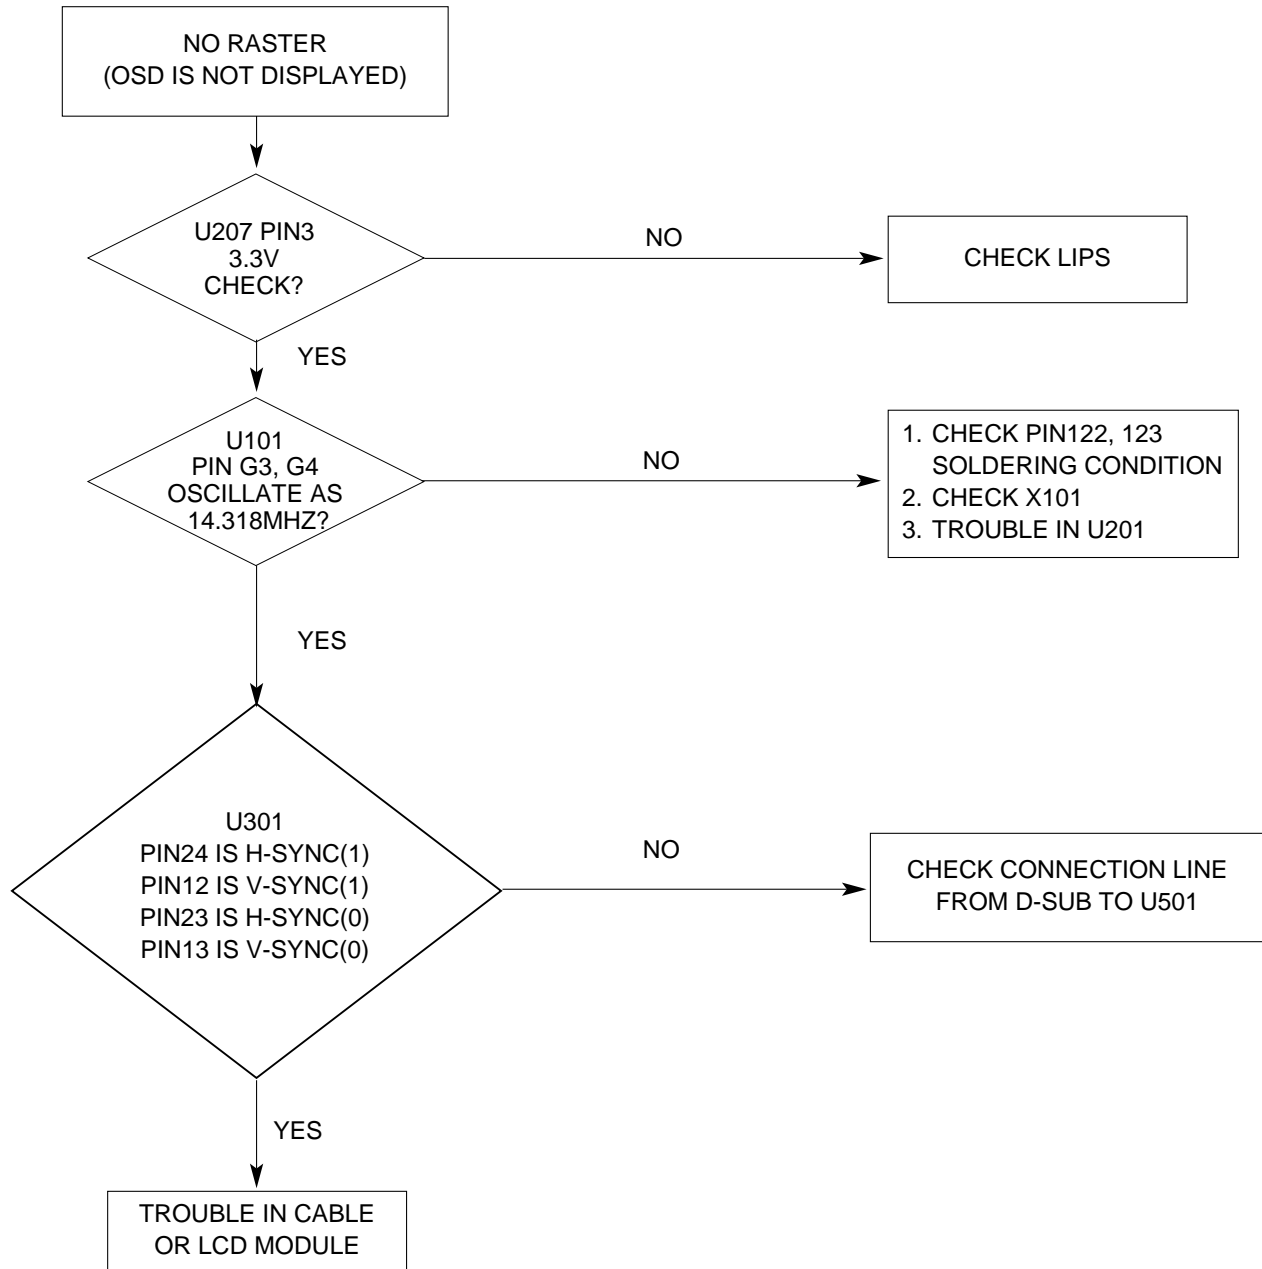 NO RASTER
(OSD IS NOT DISPLAYED)
U207 PIN3
3.3V
CHECK?
NO
CHECK LIPS
YES
U101
PIN G3, G4
OSCILLATE AS
14.318MHZ?
NO
1. CHECK PIN122, 123
SOLDERING CONDITION
2. CHECK X101
3. TROUBLE IN U201
YES
U301
PIN24 IS H-SYNC(1)
PIN12 IS V-SYNC(1)
PIN23 IS H-SYNC(0)
PIN13 IS V-SYNC(0)
NO
CHECK CONNECTION LINE
FROM D-SUB TO U501
YES
TROUBLE IN CABLE
OR LCD MODULE